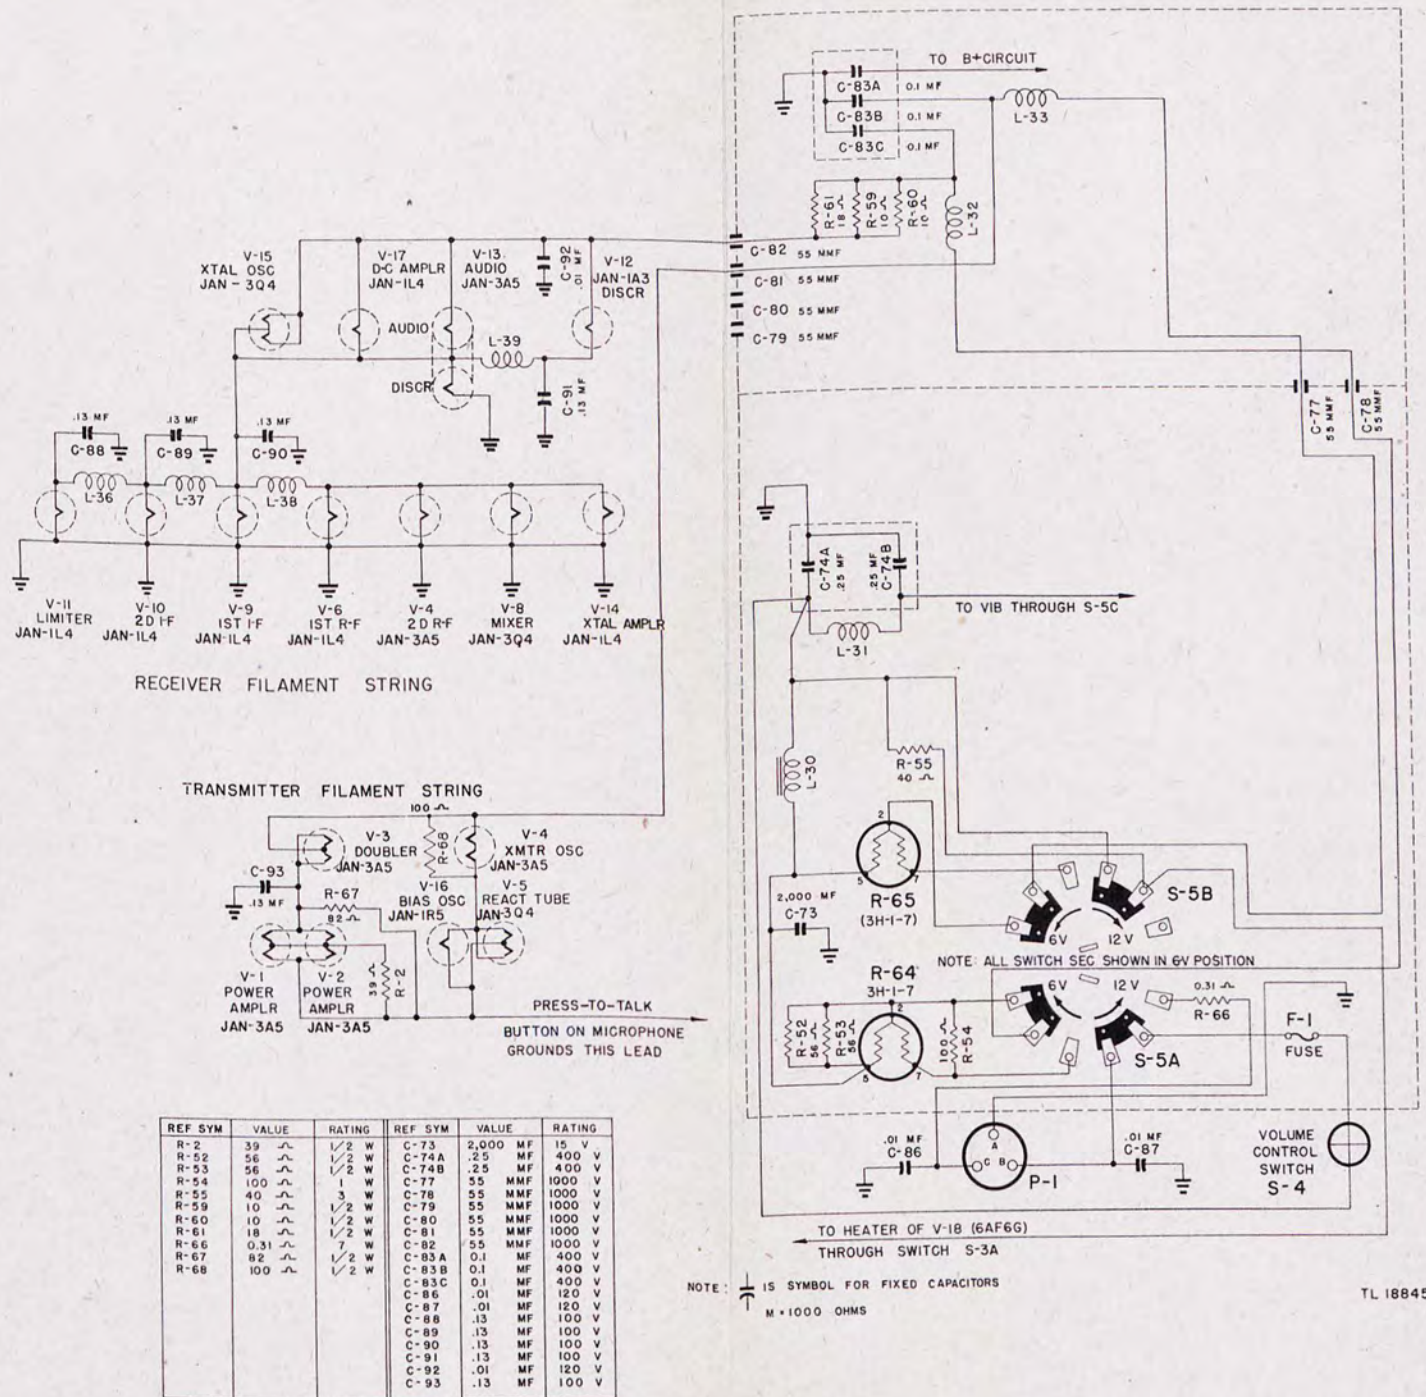 TO B+CIRCUIT
C-83A
0.1 MF
C-83B
0.1 MF
C-83C
0.1 MF
L-33
R-61
18 ⏦
R-59
10 ⏦
R-60
10 ⏦
L-32
C-82 55 MMF
C-81 55 MMF
C-80 55 MMF
C-79 55 MMF
C-77
55 MMF
C-78
55 MMF
V-15
XTAL OSC
JAN-3Q4
V-17
D-C AMPLR
JAN-1L4
V-13
AUDIO
JAN-3A5
C-92
.01 MF
V-12
JAN-1A3
DISCR
AUDIO
L-39
DISCR
C-91
.13 MF
.13 MF
C-88
.13 MF
C-89
.13 MF
C-90
L-36
L-37
L-38
V-11
LIMITER
JAN-1L4
V-10
2D I-F
JAN-1L4
V-9
1ST I-F
JAN-1L4
V-6
1ST R-F
JAN-1L4
V-4
2D R-F
JAN-3A5
V-8
MIXER
JAN-3Q4
V-14
XTAL AMPLR
JAN-1L4
RECEIVER FILAMENT STRING
C-74A
.25 MF
.25 MF
C-74B
TO VIB THROUGH S-5C
L-31
L-30
R-55
40 ⏦
TRANSMITTER FILAMENT STRING
100 ⏦
R-68
V-3
DOUBLER
JAN-3A5
V-4
XMTR OSC
JAN-3A5
C-93
.13 MF
R-67
82 ⏦
V-16
BIAS OSC
JAN-1R5
V-5
REACT TUBE
JAN-3Q4
39 ⏦
R-2
V-1
POWER
AMPLR
JAN-3A5
V-2
POWER
AMPLR
JAN-3A5
PRESS-TO-TALK
BUTTON ON MICROPHONE
GROUNDS THIS LEAD
2
5
7
R-65
(3H-1-7)
2,000 MF
C-73
S-5B
6V
12V
NOTE: ALL SWITCH SEC SHOWN IN 6V POSITION
R-64
3H-1-7
2
5
7
R-52
56 ⏦
R-53
56 ⏦
100 ⏦
R-54
6V
12V
0.31 ⏦
R-66
F-1
FUSE
S-5A
.01 MF
C-86
A
C B
P-1
.01 MF
C-87
VOLUME
CONTROL
SWITCH
S-4
TO HEATER OF V-18 (6AF6G)
THROUGH SWITCH S-3A
NOTE: IS SYMBOL FOR FIXED CAPACITORS
M = 1000 OHMS
TL 18845
REF SYM VALUE RATING REF SYM VALUE RATING
R-2 39 ⏦ 1/2 W C-73 2,000 MF 15 V
R-52 56 ⏦ 1/2 W C-74A .25 MF 400 V
R-53 56 ⏦ 1/2 W C-74B .25 MF 400 V
R-54 100 ⏦ 1 W C-77 55 MMF 1000 V
R-55 40 ⏦ 3 W C-78 55 MMF 1000 V
R-59 10 ⏦ 1/2 W C-79 55 MMF 1000 V
R-60 10 ⏦ 1/2 W C-80 55 MMF 1000 V
R-61 18 ⏦ 1/2 W C-81 55 MMF 1000 V
R-66 0.31 ⏦ 7 W C-82 55 MMF 1000 V
R-67 82 ⏦ 1/2 W C-83A 0.1 MF 400 V
R-68 100 ⏦ 1/2 W C-83B 0.1 MF 400 V
C-83C 0.1 MF 400 V
C-86 .01 MF 120 V
C-87 .01 MF 120 V
C-88 .13 MF 100 V
C-89 .13 MF 100 V
C-90 .13 MF 100 V
C-91 .13 MF 100 V
C-92 .01 MF 120 V
C-93 .13 MF 100 V